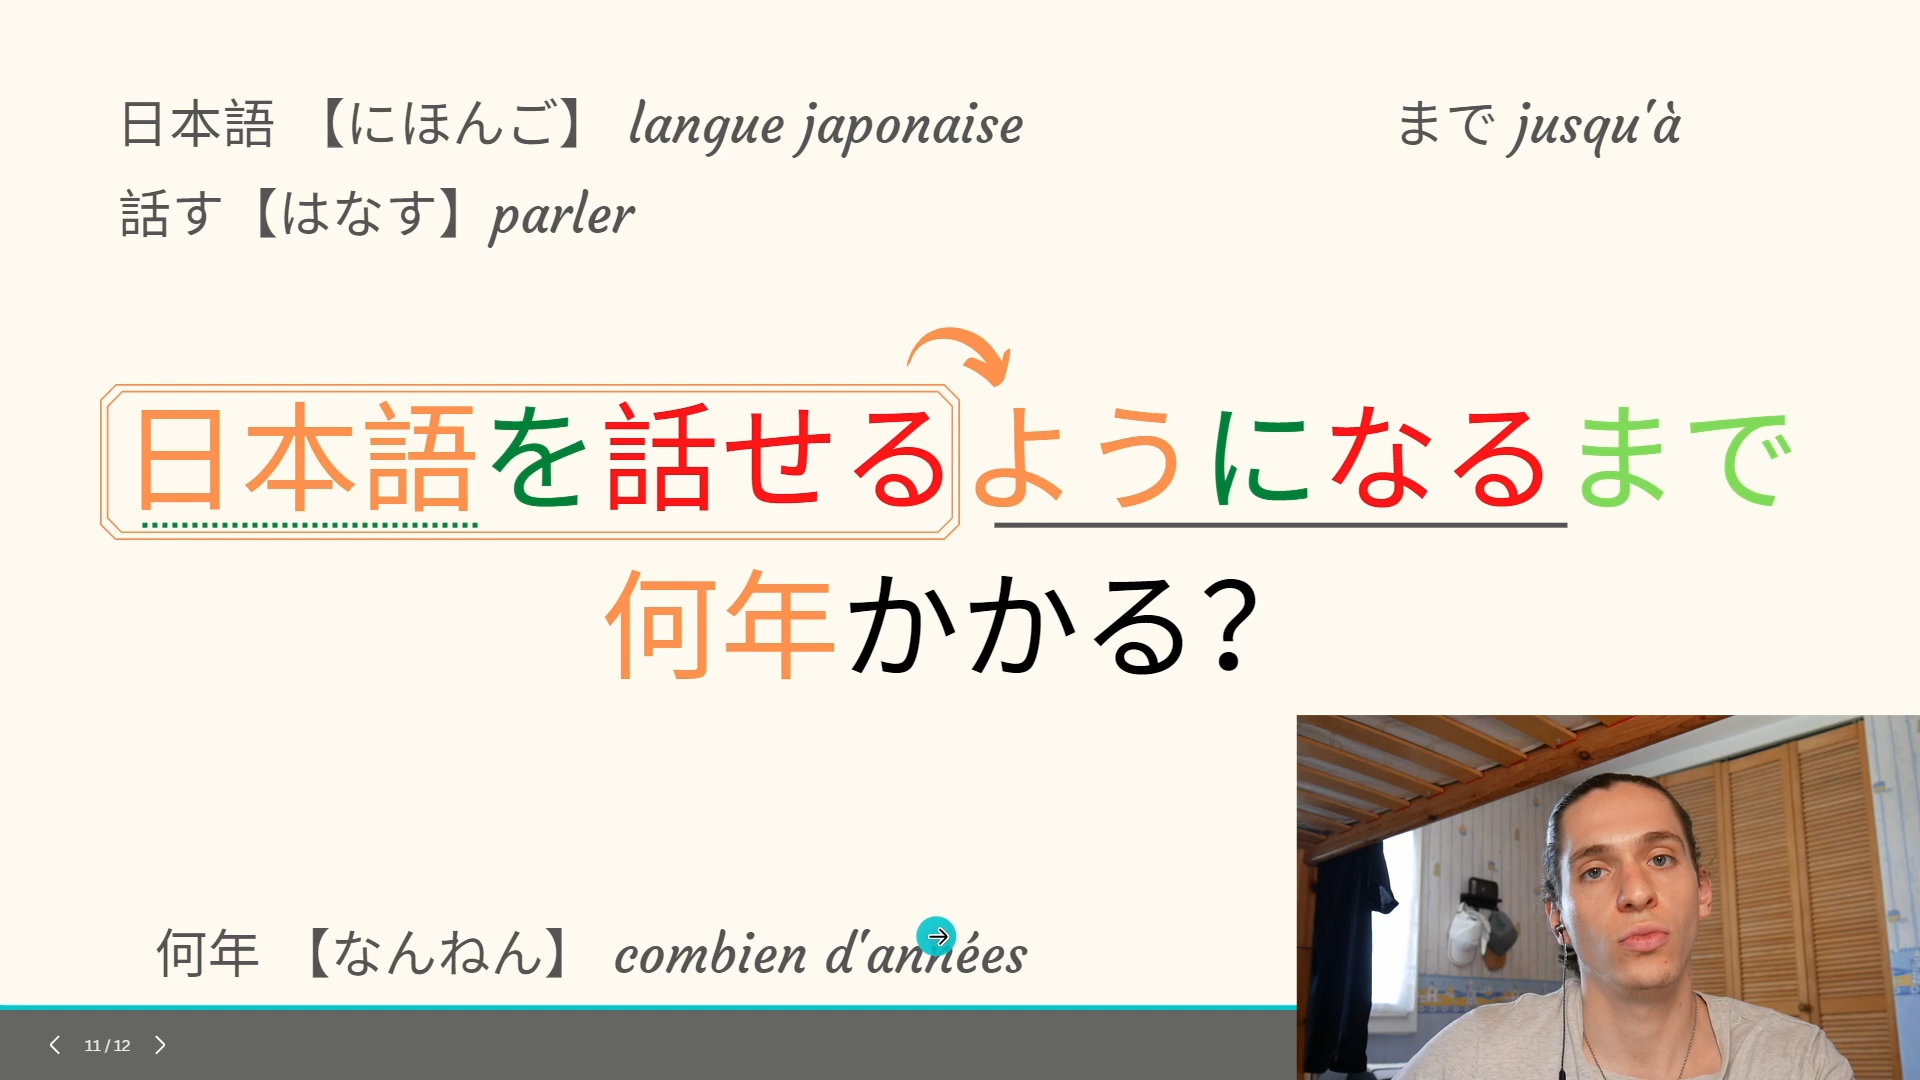 日本語 【にほんご】 langue japonaise
まで jusqu'à
話す【はなす】parler
日本語を話せるようになるまで
何年かかる？
何年 【なんねん】 combien d'années
11 / 12